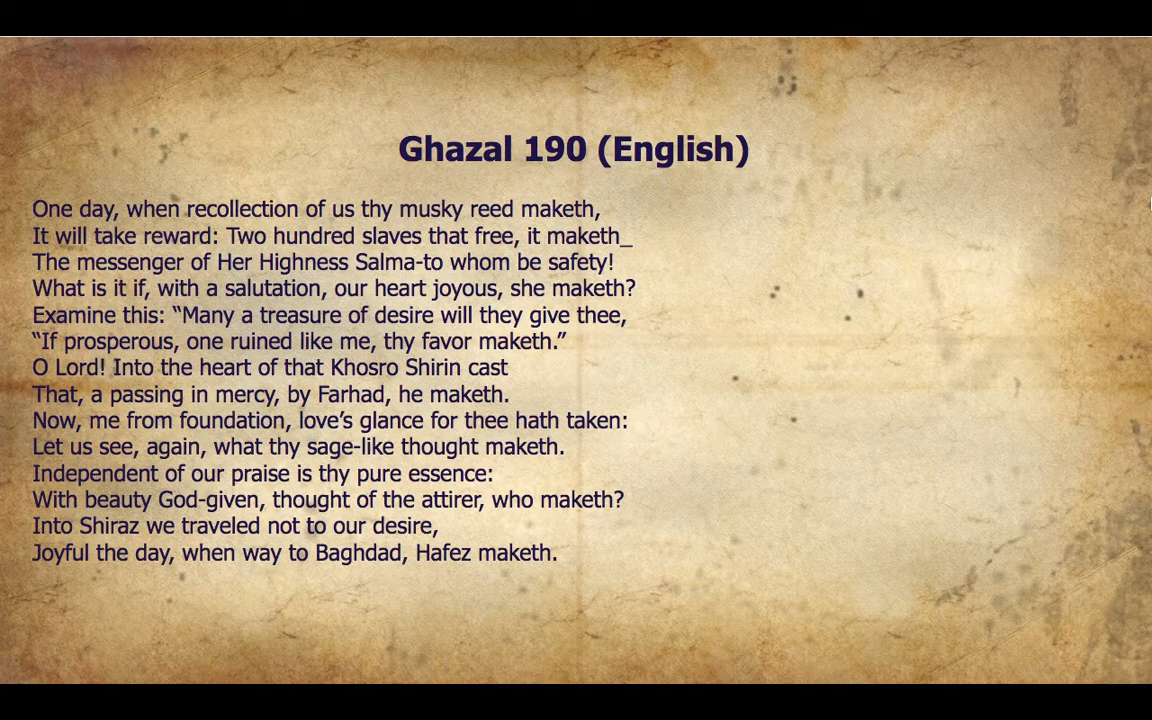 Ghazal 190 (English)
One day, when recollection of us thy musky reed maketh,
It will take reward: Two hundred slaves that free, it maketh_
The messenger of Her Highness Salma-to whom be safety!
What is it if, with a salutation, our heart joyous, she maketh?
Examine this: “Many a treasure of desire will they give thee,
“If prosperous, one ruined like me, thy favor maketh.”
O Lord! Into the heart of that Khosro Shirin cast
That, a passing in mercy, by Farhad, he maketh.
Now, me from foundation, love’s glance for thee hath taken:
Let us see, again, what thy sage-like thought maketh.
Independent of our praise is thy pure essence:
With beauty God-given, thought of the attirer, who maketh?
Into Shiraz we traveled not to our desire,
Joyful the day, when way to Baghdad, Hafez maketh.